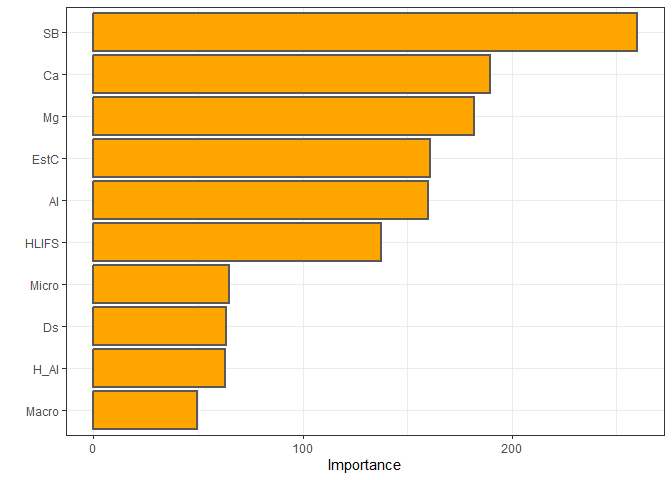 SB
Ca
Mg
EstC
Al
HLIFS
Micro
Ds
H_Al
Macro
0 100 200
Importance